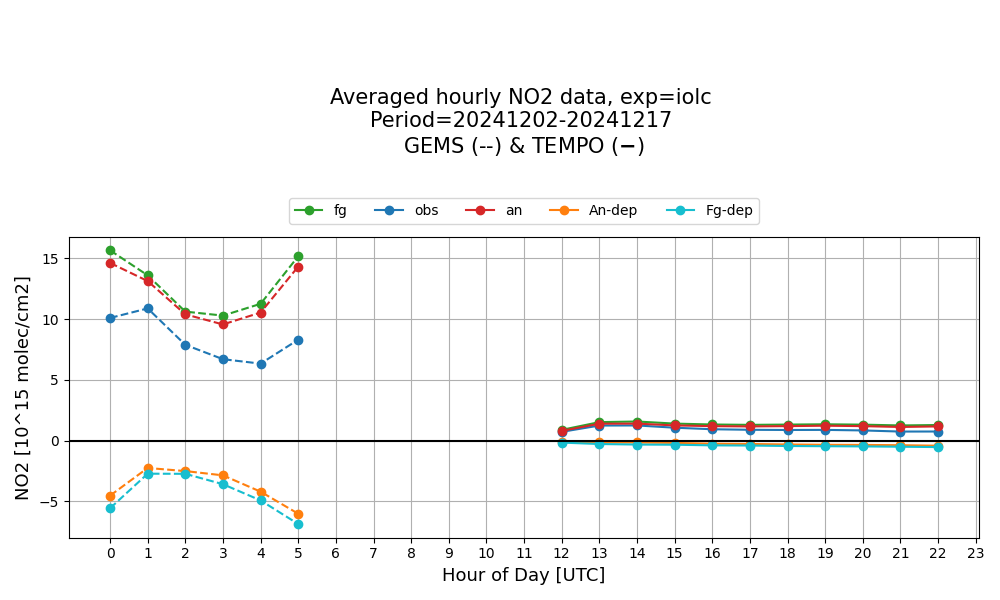 Averaged hourly NO2 data, exp=iolc
Period=20241202-20241217
GEMS (--) & TEMPO (−)
fg obs an An-dep Fg-dep
15
10
5
0
−5
NO2 [10^15 molec/cm2]
0 1 2 3 4 5 6 7 8 9 10 11 12 13 14 15 16 17 18 19 20 21 22 23
Hour of Day [UTC]